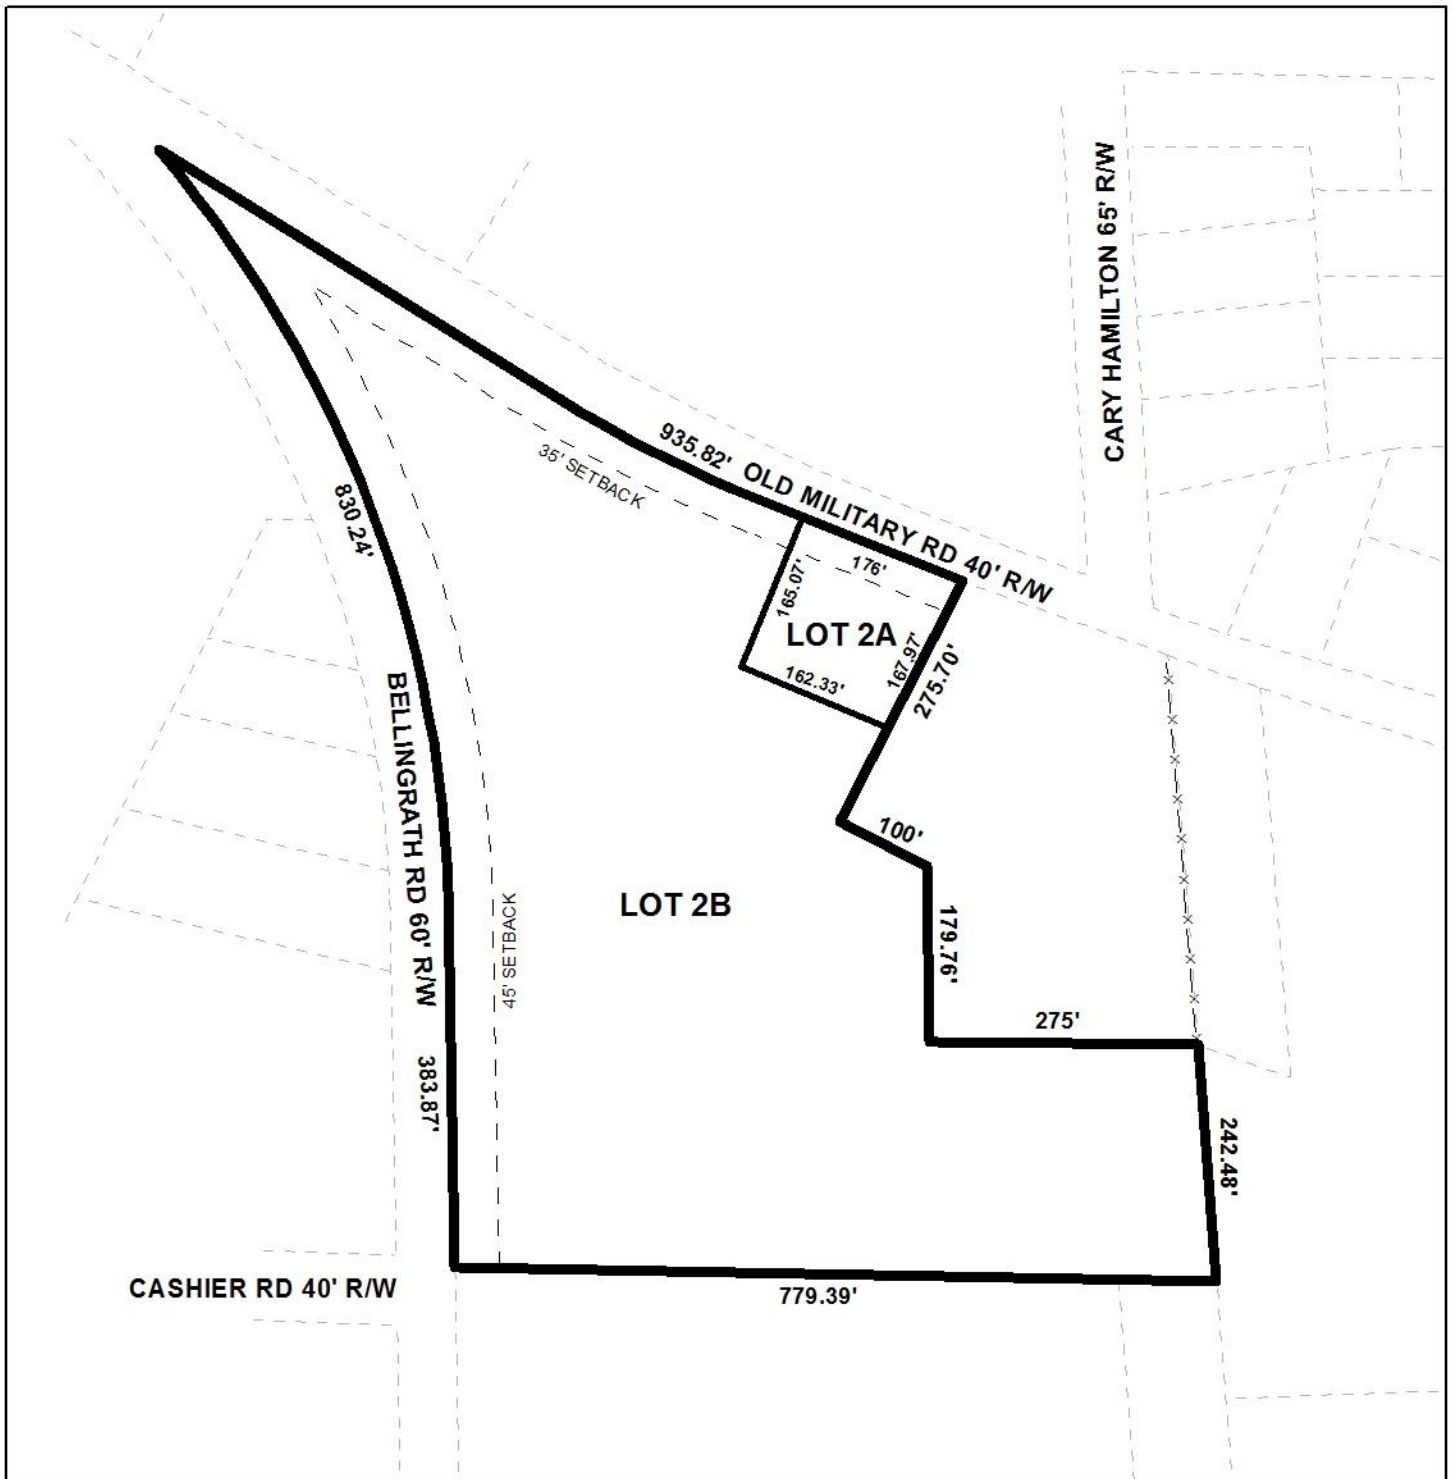 CARY HAMILTON 65' R/W
935.82'
OLD MILITARY RD 40' R/W
35' SETBACK
830.24'
176'
165.07'
LOT 2A
167.97'
275.70'
162.33'
BELLINGRATH RD 60' R/W
100'
LOT 2B
45' SETBACK
179.76'
275'
383.87'
242.48'
CASHIER RD 40' R/W
779.39'